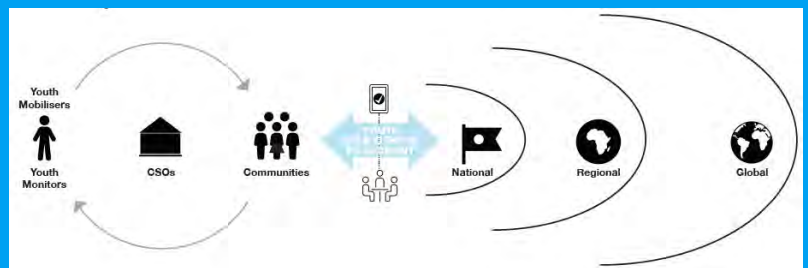 Youth
Mobilisers
Youth
Monitors
CSOs
Communities
National
Regional
Global